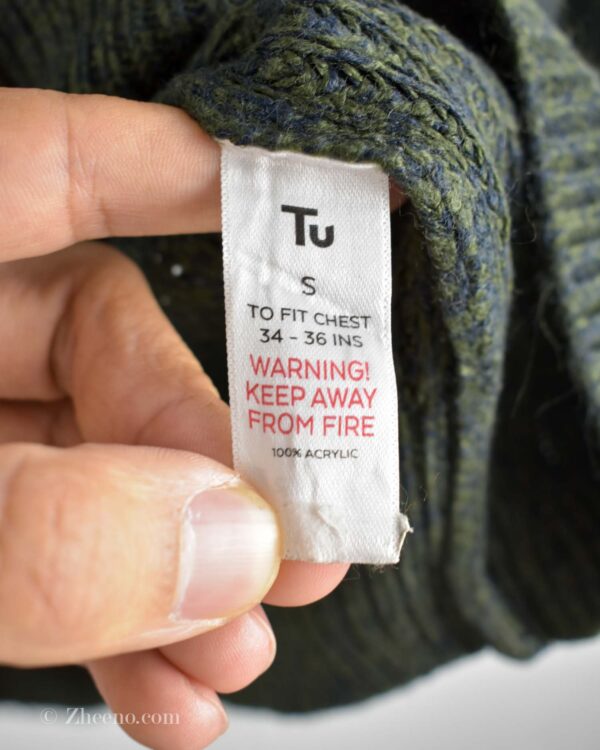 Tu
S
TO FIT CHEST
34 - 36 INS
WARNING!
KEEP AWAY
FROM FIRE
100% ACRYLIC
© Zheeno.com